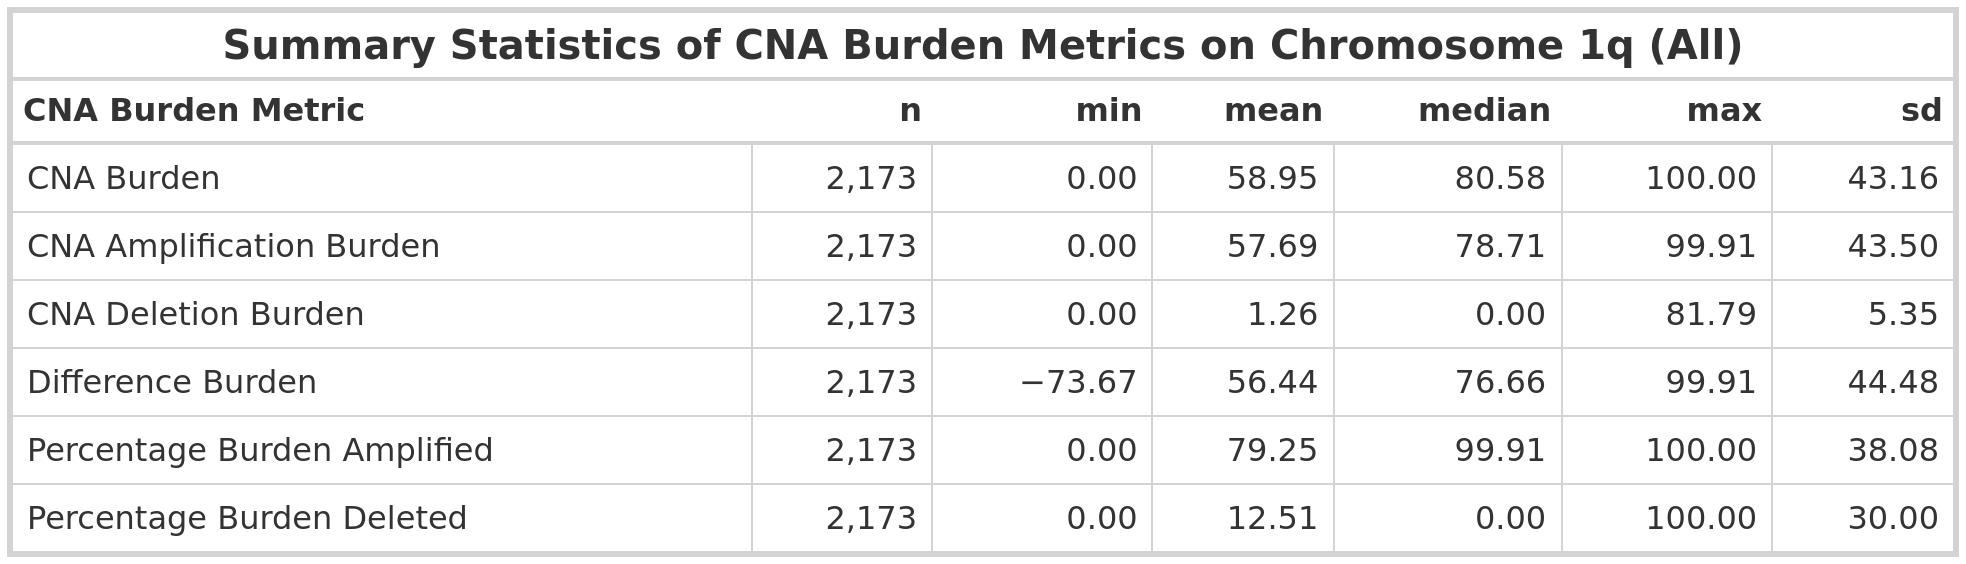 Summary Statistics of CNA Burden Metrics on Chromosome 1q (All)
CNA Burden Metric n min mean median max sd
CNA Burden 2,173 0.00 58.95 80.58 100.00 43.16
CNA Amplification Burden 2,173 0.00 57.69 78.71 99.91 43.50
CNA Deletion Burden 2,173 0.00 1.26 0.00 81.79 5.35
Difference Burden 2,173 −73.67 56.44 76.66 99.91 44.48
Percentage Burden Amplified 2,173 0.00 79.25 99.91 100.00 38.08
Percentage Burden Deleted 2,173 0.00 12.51 0.00 100.00 30.00